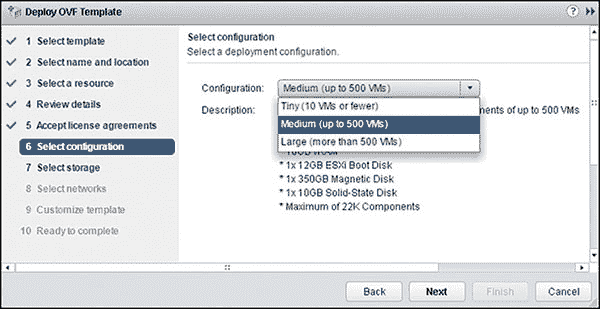 Deploy OVF Template
1 Select template
2 Select name and location
3 Select a resource
4 Review details
5 Accept license agreements
6 Select configuration
7 Select storage
8 Select networks
9 Customize template
10 Ready to complete
Select configuration
Select a deployment configuration.
Configuration: Medium (up to 500 VMs)
Tiny (10 VMs or fewer)
Medium (up to 500 VMs)
Large (more than 500 VMs)
Description: of up to 500 VMs
* 1x 12GB ESXi Boot Disk
* 1x 350GB Magnetic Disk
* 1x 10GB Solid-State Disk
* Maximum of 22K Components
Back Next Finish Cancel